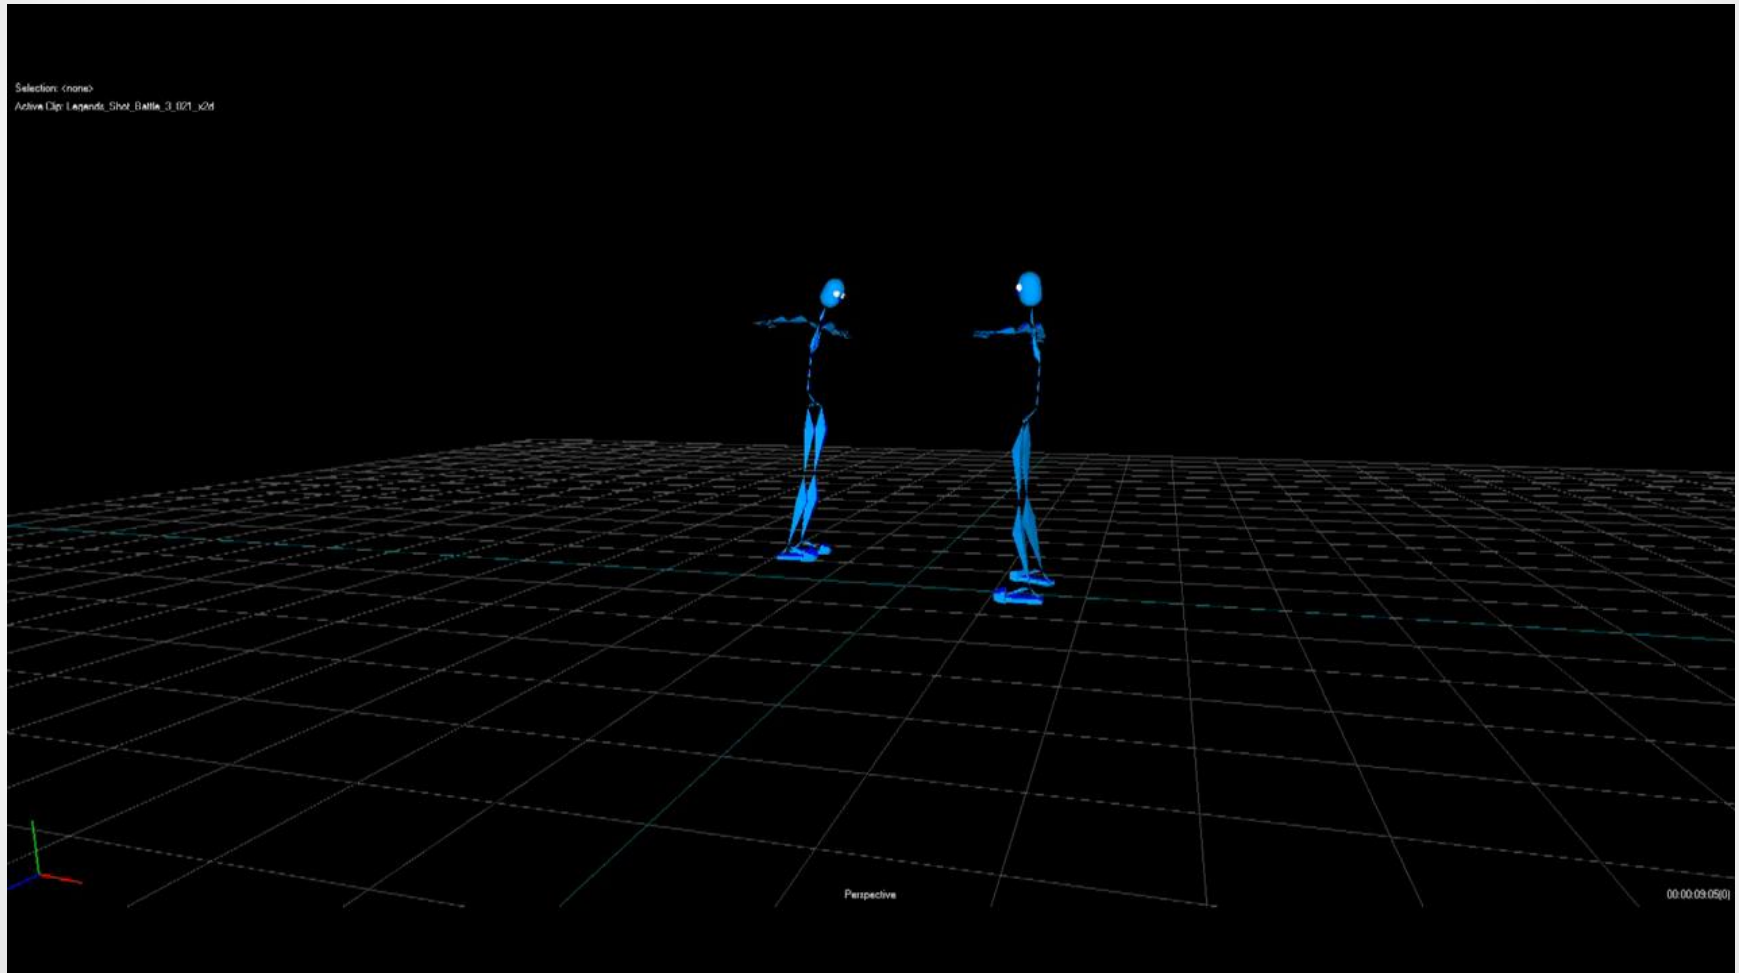 Selection: <none>
Active Clip: Legends_Shot_Battle_3_021_x2d
Perspective
00:00:09:05(0)